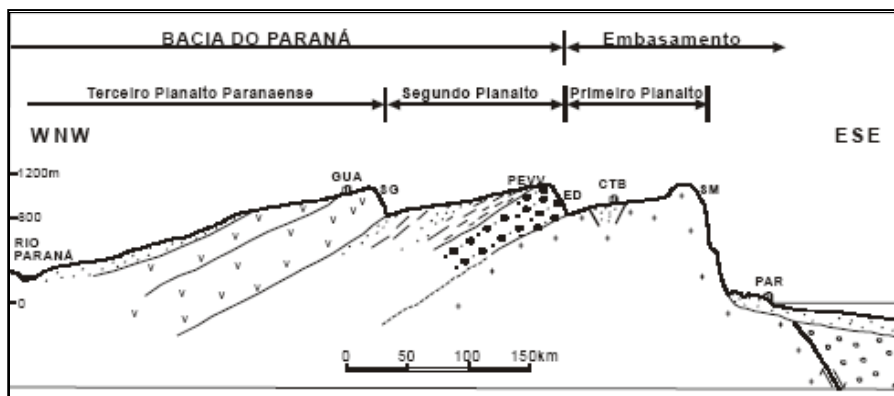 BACIA DO PARANÁ Embasamento
Terceiro Planalto Paranaense Segundo Planalto Primeiro Planalto
WNW ESE
1200m
GUA SG PEVV ED CTB SM
600
RIO
PARANÁ
PAR
0
0 50 100 150km